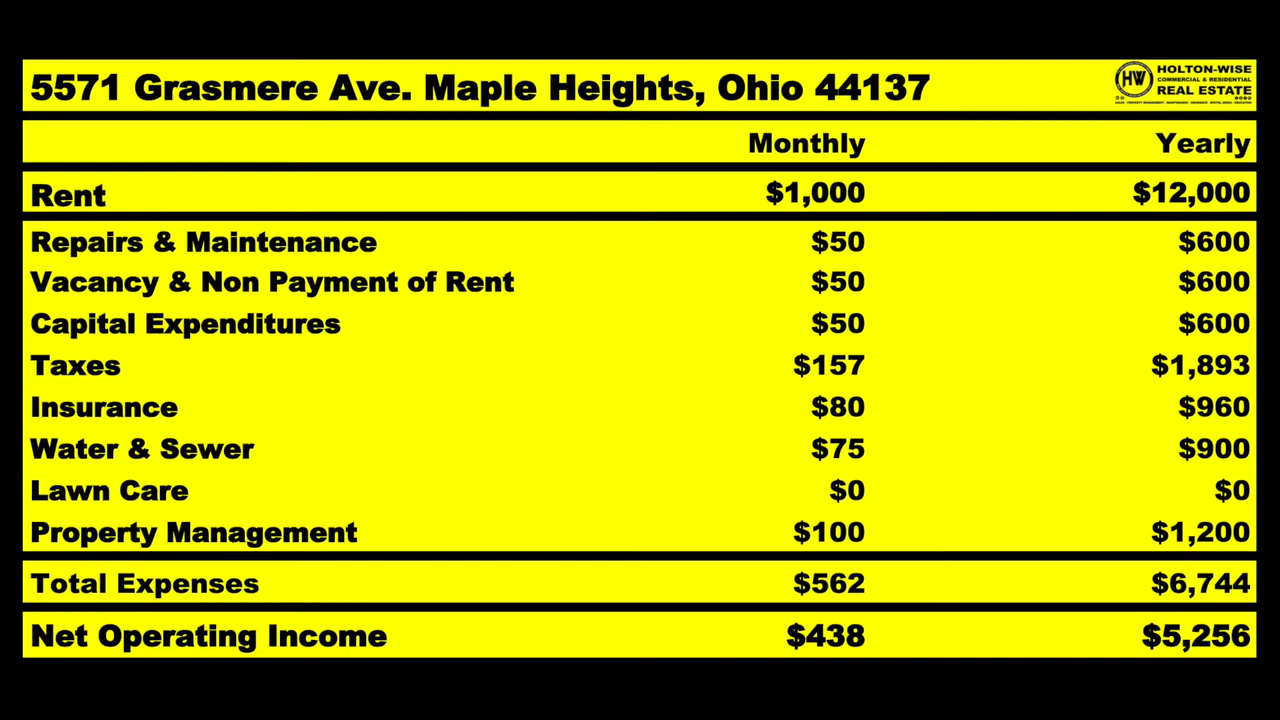 5571 Grasmere Ave. Maple Heights, Ohio 44137
HW
HOLTON-WISE
COMMERCIAL & RESIDENTIAL
REAL ESTATE
Monthly Yearly
Rent $1,000 $12,000
Repairs & Maintenance $50 $600
Vacancy & Non Payment of Rent $50 $600
Capital Expenditures $50 $600
Taxes $157 $1,893
Insurance $80 $960
Water & Sewer $75 $900
Lawn Care $0 $0
Property Management $100 $1,200
Total Expenses $562 $6,744
Net Operating Income $438 $5,256